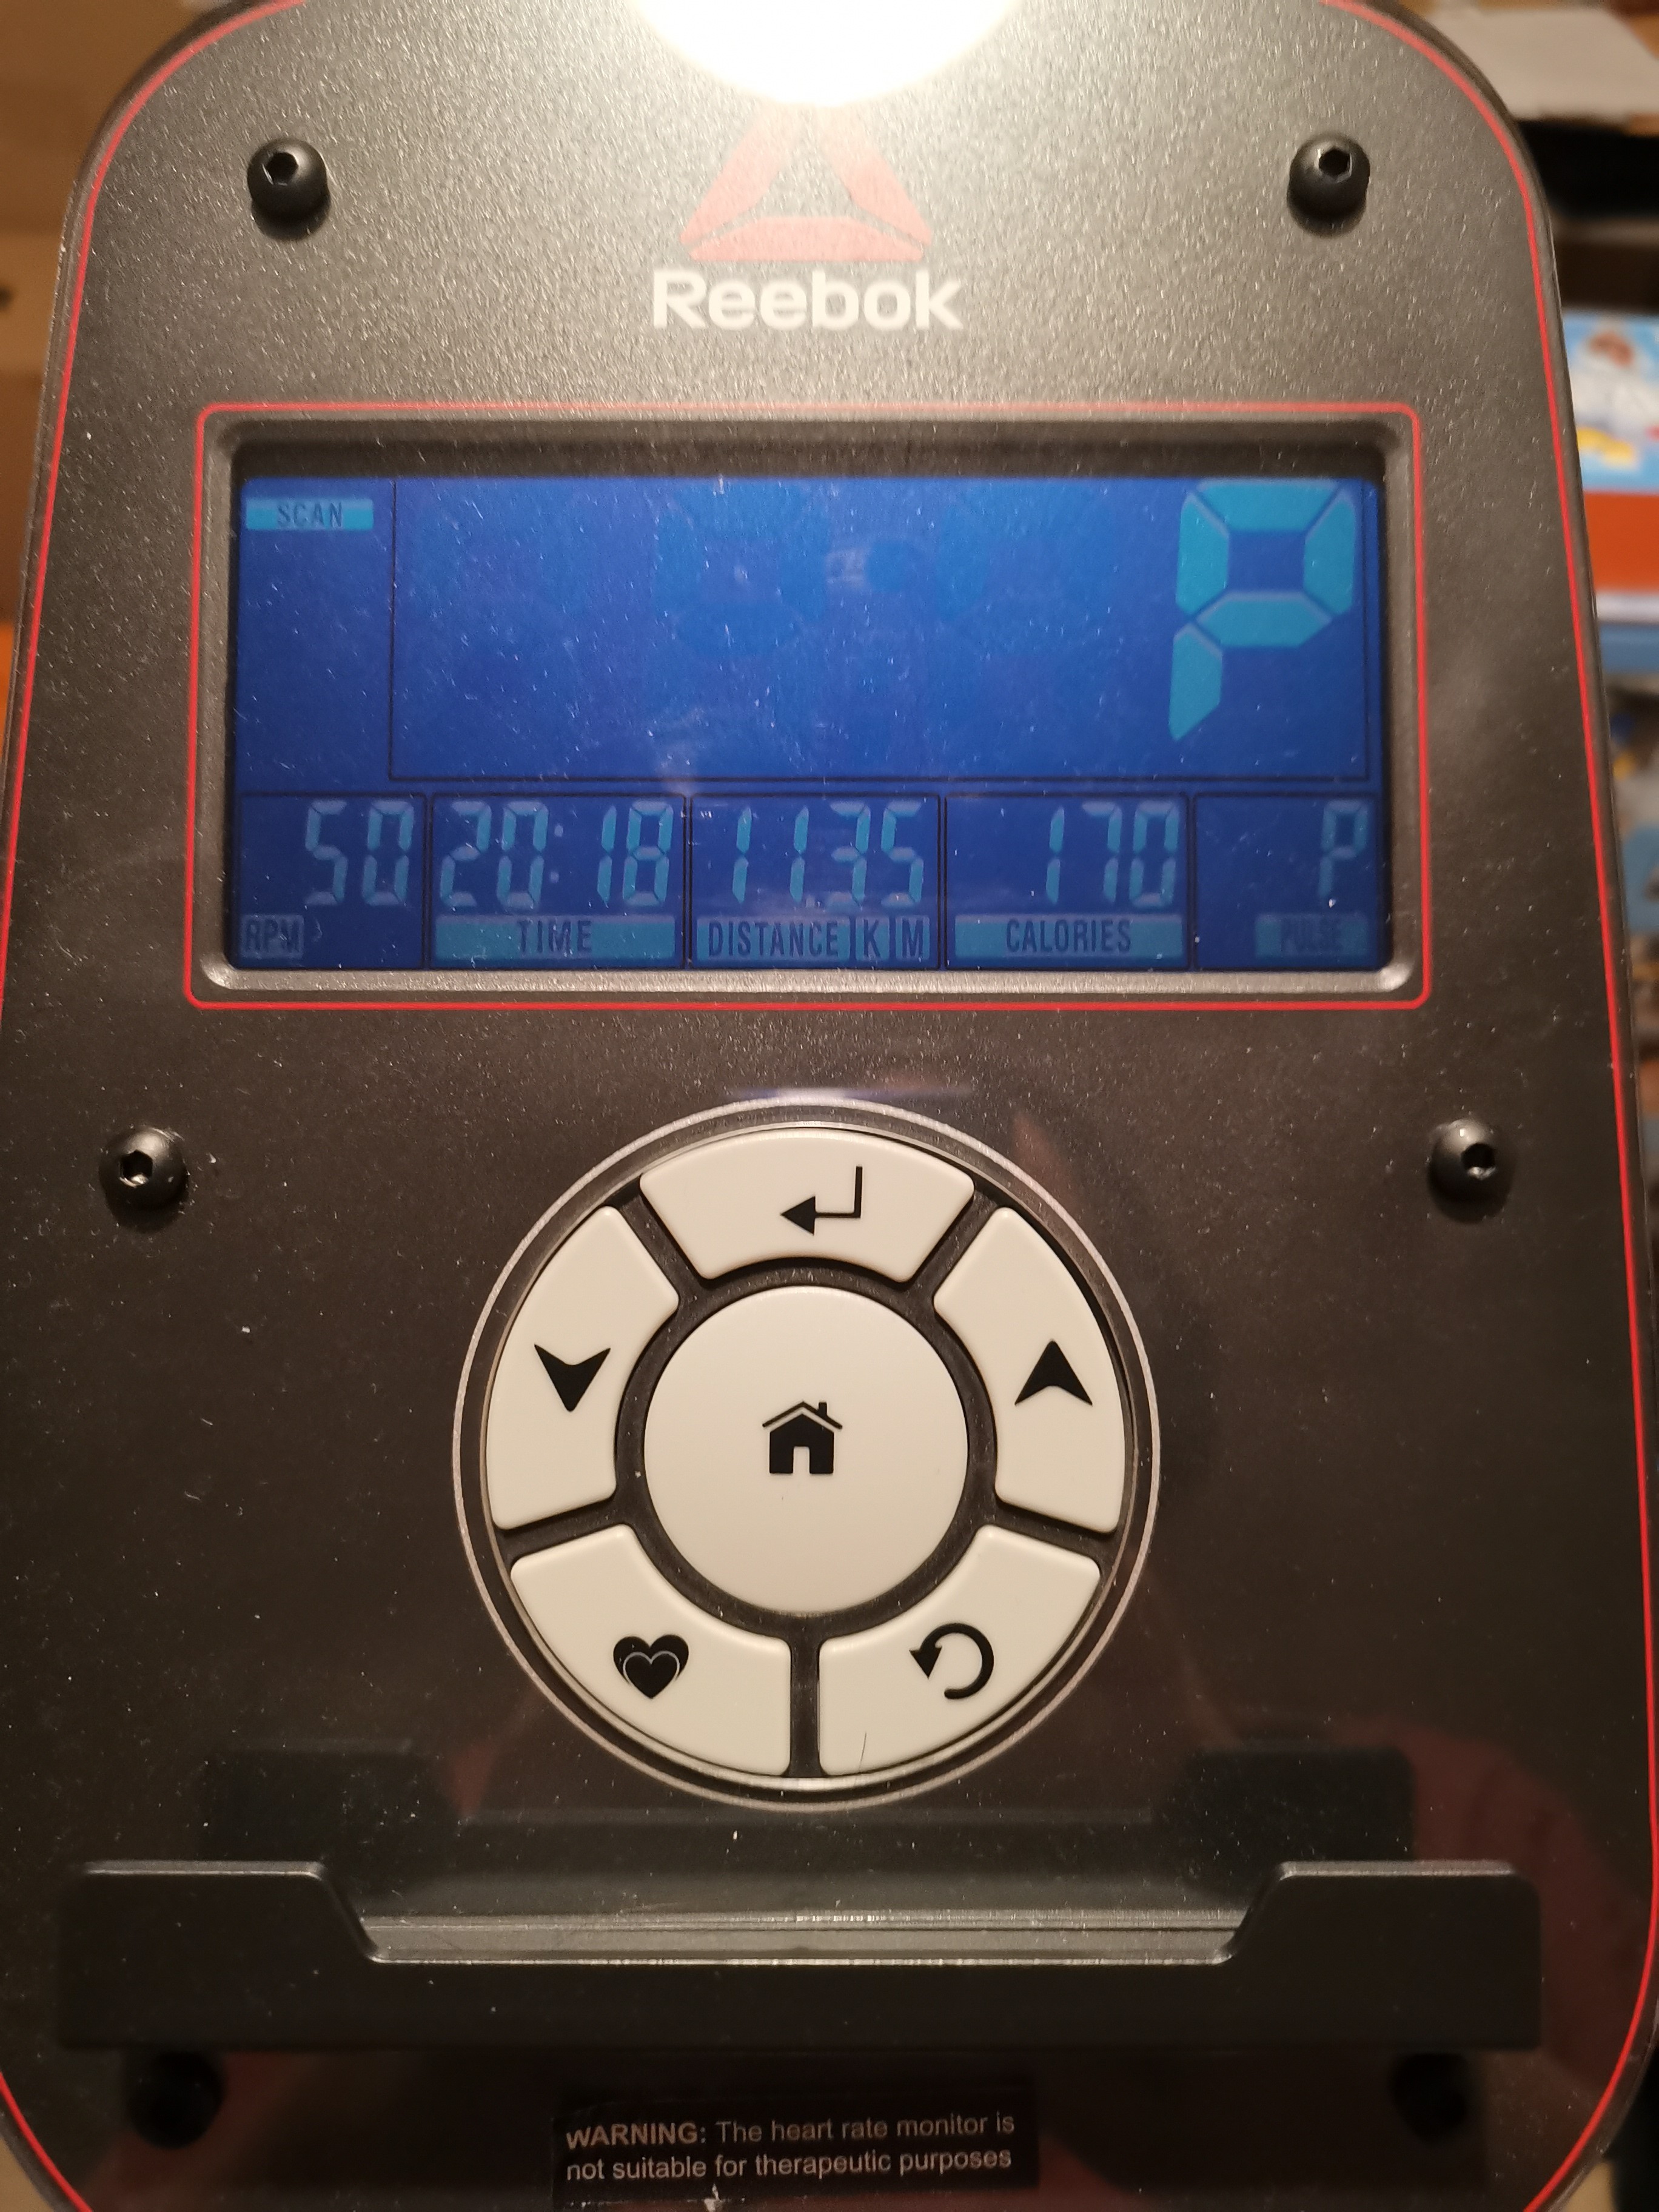 Reebok
SCAN
P
50 20:18 11.35 170 P
RPM TIME DISTANCE K M CALORIES PULSE
WARNING: The heart rate monitor is
not suitable for therapeutic purposes